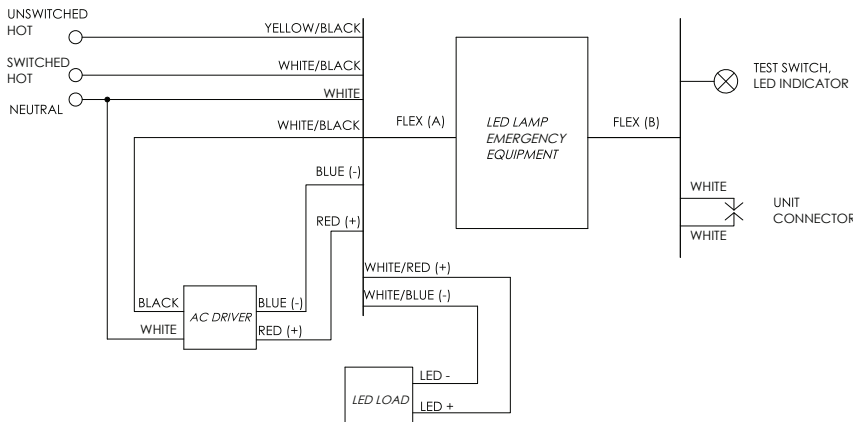 UNSWITCHED
HOT
YELLOW/BLACK
SWITCHED
HOT
WHITE/BLACK
NEUTRAL
WHITE
WHITE/BLACK
FLEX (A)
LED LAMP
EMERGENCY
EQUIPMENT
FLEX (B)
TEST SWITCH,
LED INDICATOR
BLUE (-)
RED (+)
WHITE
UNIT
CONNECTOR
WHITE
WHITE/RED (+)
WHITE/BLUE (-)
BLACK
BLUE (-)
AC DRIVER
WHITE
RED (+)
LED -
LED LOAD
LED +